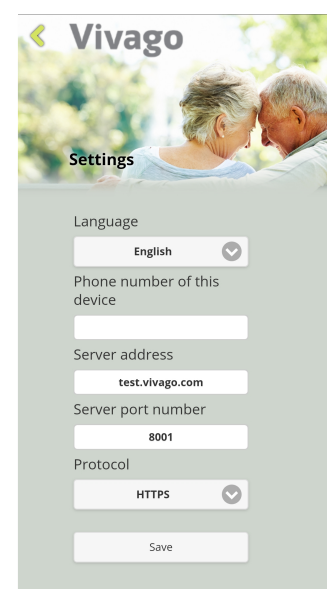 Vivago
Settings
Language
English
Phone number of this
device
Server address
test.vivago.com
Server port number
8001
Protocol
HTTPS
Save